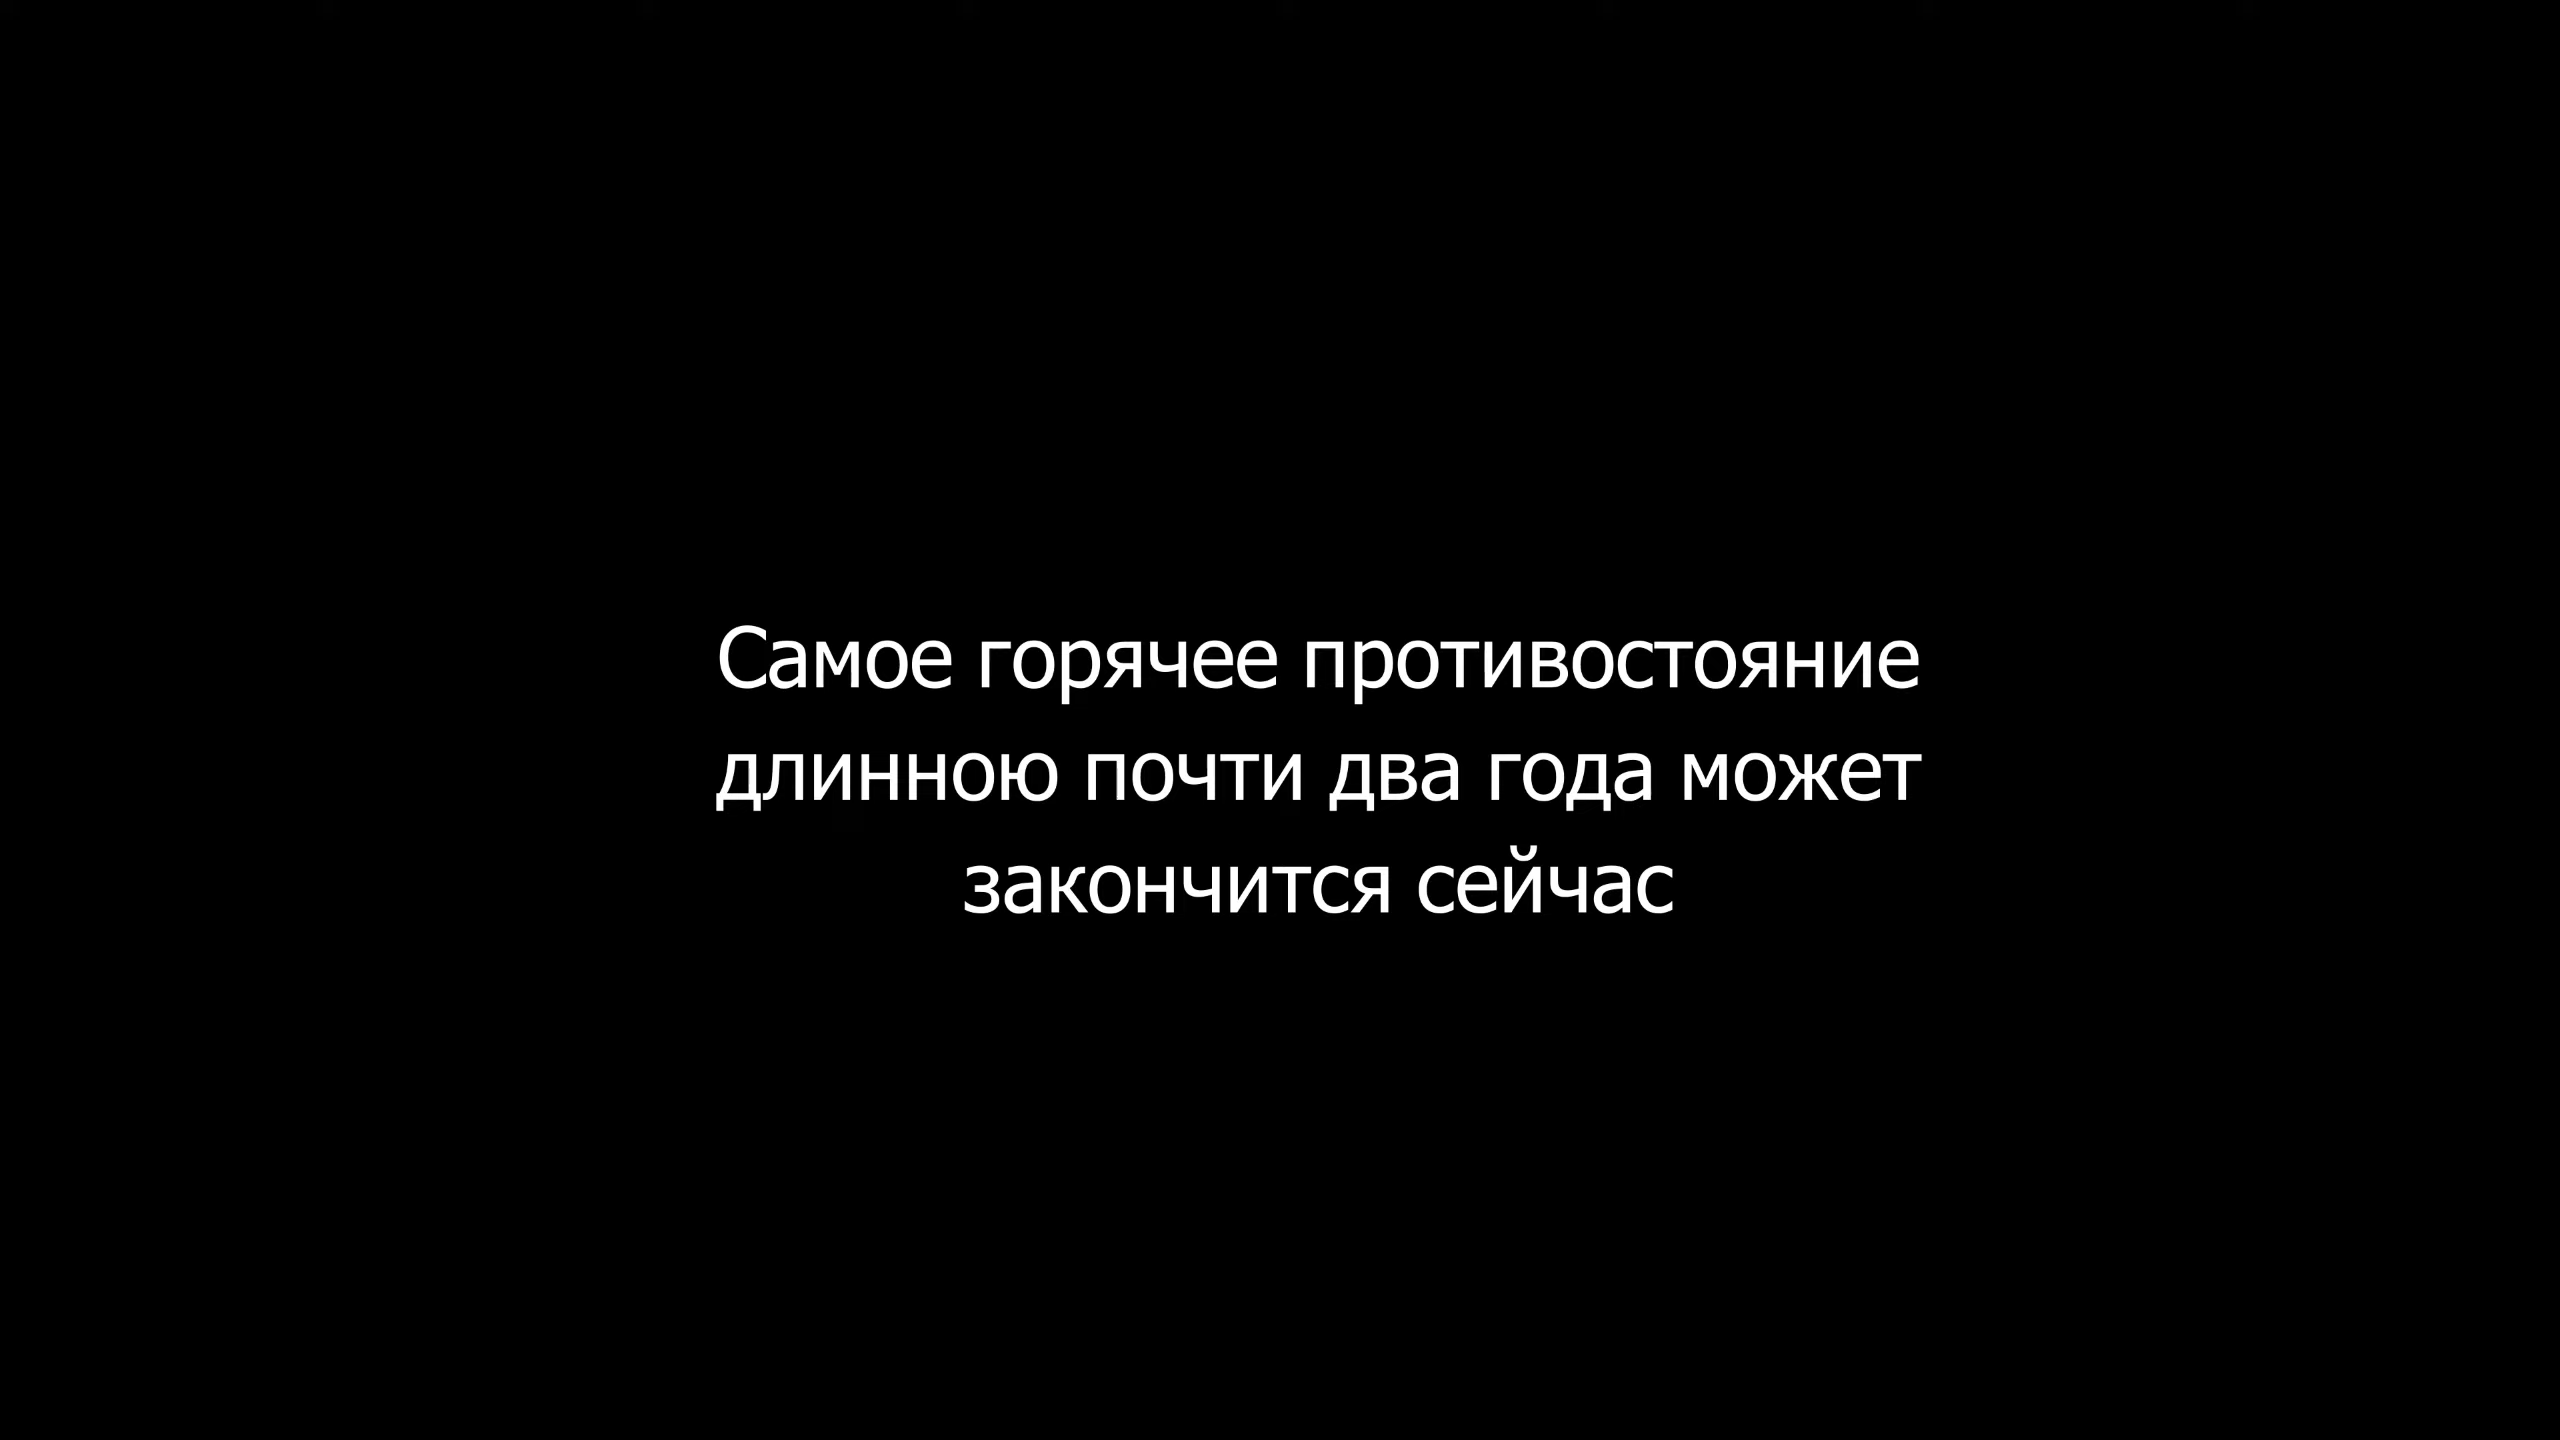 Самое горячее противостояние
длинною почти два года может
закончится сейчас